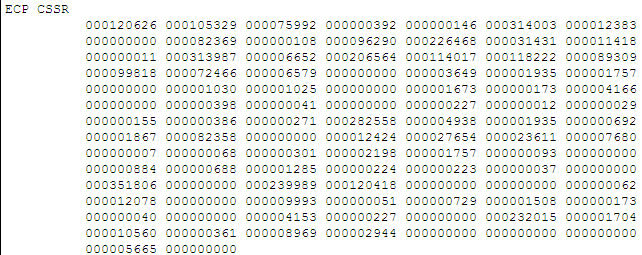 ECP CSSR
000120626 000105329 000075992 000000392 000000146 000314003 000012383
000000000 000082369 000000108 000096290 000226468 000031431 000011418
000000011 000313987 000006652 000206564 000114017 000118222 000089309
000099818 000072466 000006579 000000000 000003649 000001935 000001757
000000000 000001030 000001025 000000000 000001673 000000173 000004166
000000000 000000398 000000041 000000000 000000227 000000012 000000029
000000155 000000386 000000271 000282558 000004938 000001935 000000692
000001867 000082358 000000000 000012424 000027654 000023611 000007680
000000007 000000068 000000301 000002198 000001757 000000093 000000000
000000884 000000688 000001285 000000224 000000223 000000037 000000000
000351806 000000000 000239989 000120418 000000000 000000000 000000062
000012078 000000000 000009993 000000051 000000729 000001508 000000173
000000040 000000000 000004153 000000227 000000000 000232015 000001704
000010560 000000361 000008969 000002944 000000000 000000000 000000000
000005665 000000000